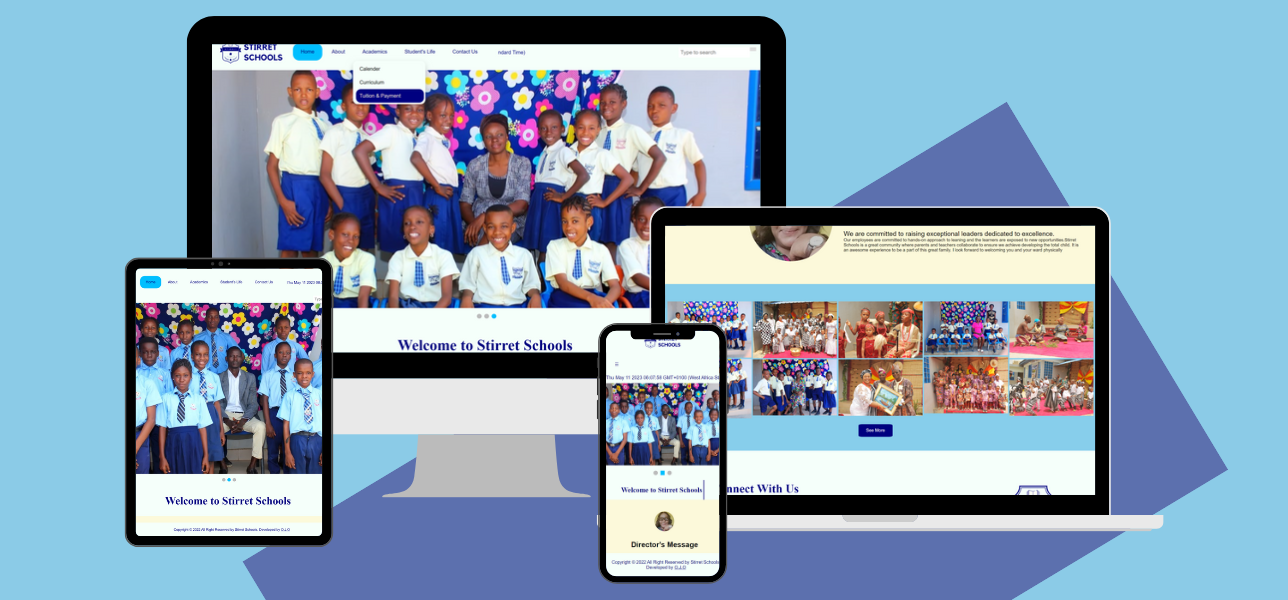 STIRRET
SCHOOLS
Home About Academics Student's Life Contact Us ndard Time) Type to search
Calender
Curriculum
Tuition & Payment
Welcome to Stirret Schools
We are committed to raising exceptional leaders dedicated to excellence.
Our employees are committed to hands-on approach to learning and the learners are exposed to new opportunities Stirret
Schools is a great community where parents and teachers collaborate to ensure we achieve developing the total child. It is
an awesome experience to be a part of this great family. I look forward to welcoming you and your ward physically
See More
nnect With Us
Home About Academics Student's Life Contact Us Thu May 11 2023 06:
Type
Welcome to Stirret Schools
Copyright © 2022 All Right Reserved by Stirret Schools. Developed by O.J.O
SCHOOLS
Thu May 11 2023 06:07:58 GMT+0100 (West Africa St
Welcome to Stirret Schools
Director's Message
Copyright © 2022 All Right Reserved by Stirret Schools
Developed by O.J.O